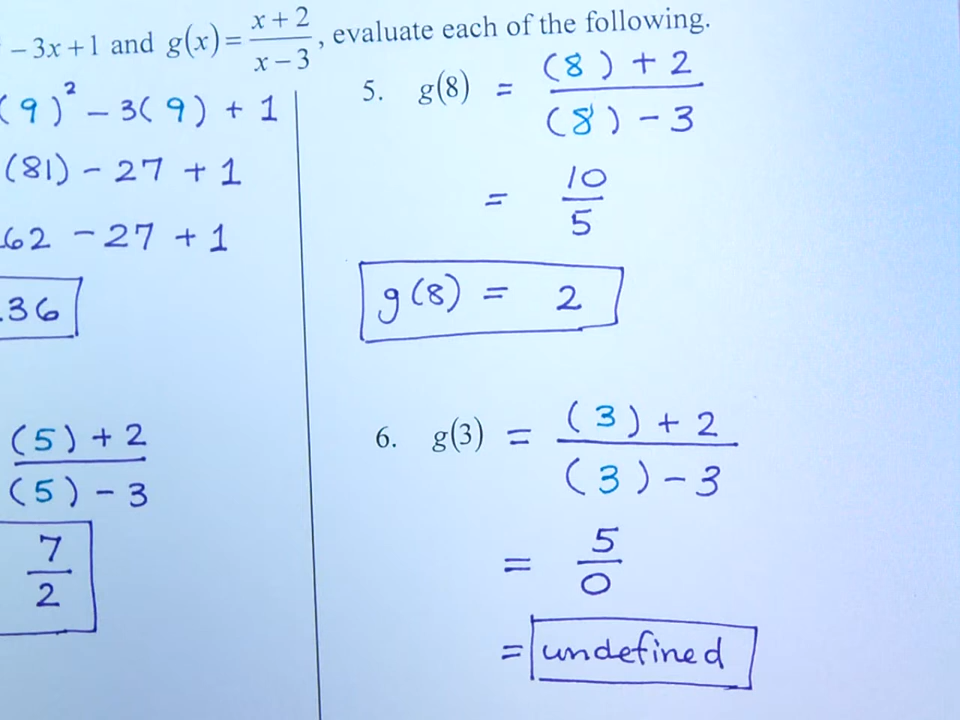 − 3x + 1 and g(x) = x + 2 / x − 3 , evaluate each of the following.
(9)² − 3(9) + 1
(81) − 27 + 1
62 − 27 + 1
36
(5) + 2
(5) − 3
7
2
5. g(8) = (8) + 2
(8) − 3
= 10
5
g(8) = 2
6. g(3) = (3) + 2
(3) − 3
= 5
0
= undefined